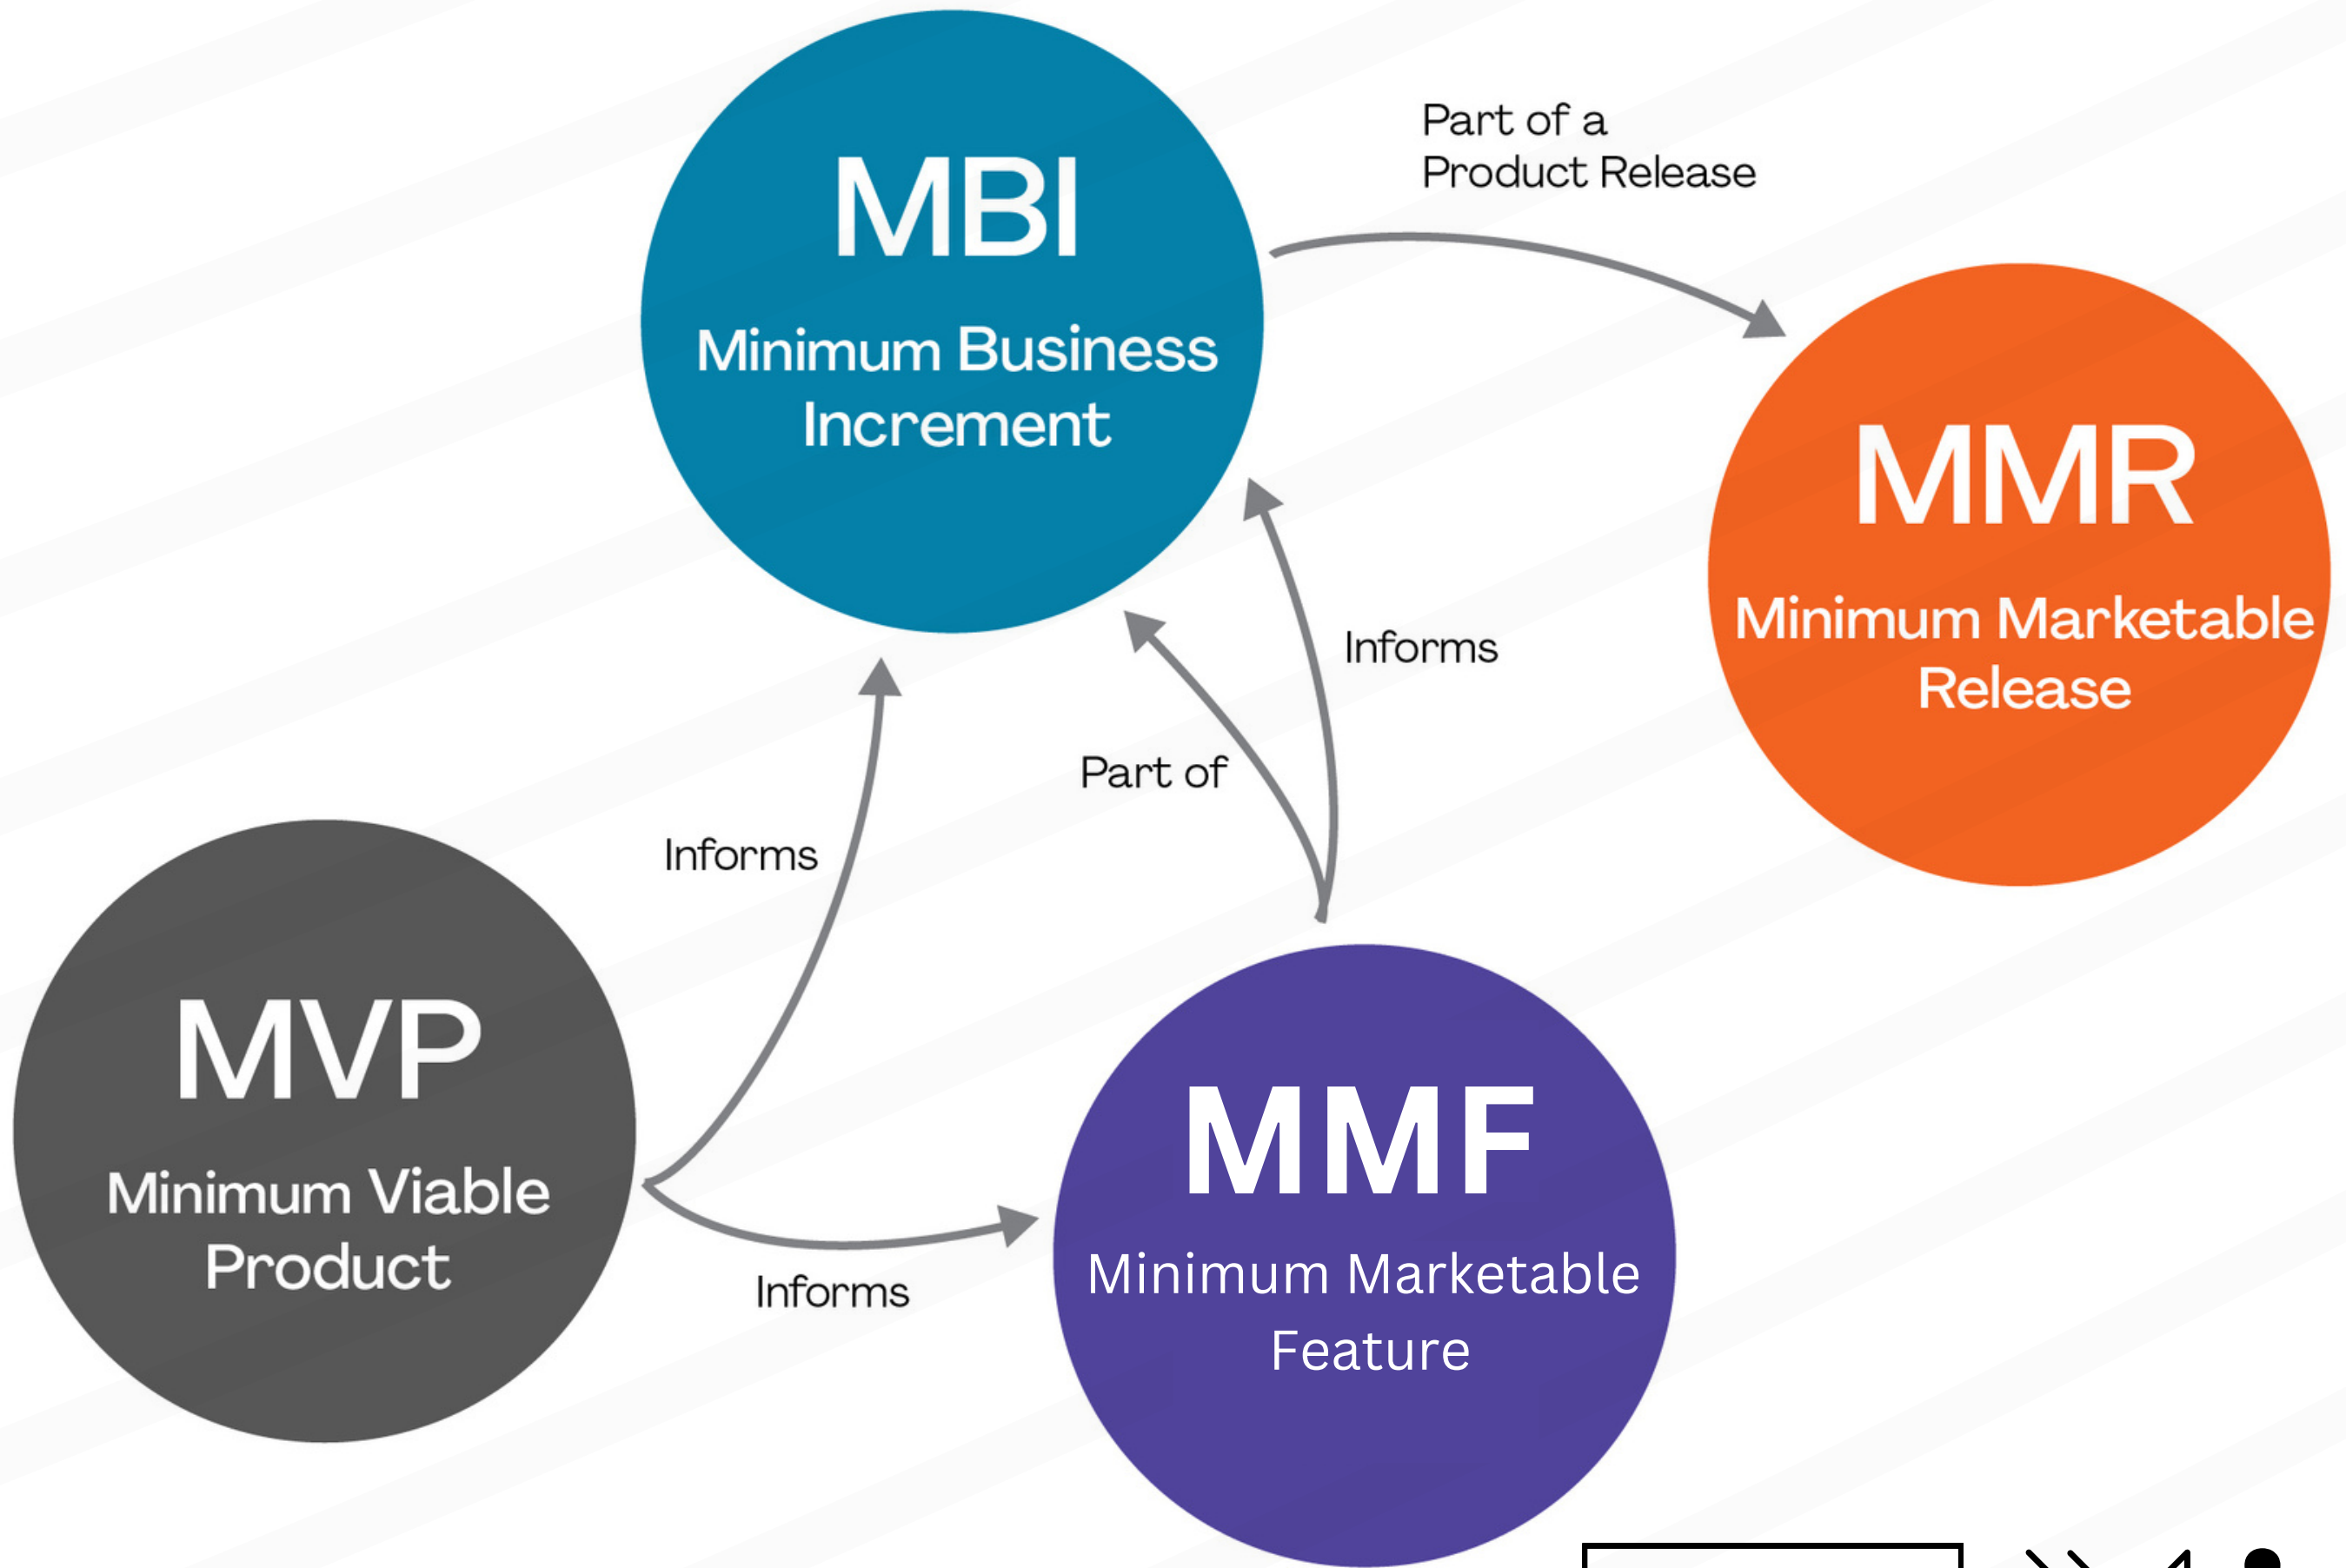 MBI
Minimum Business
Increment
Part of a
Product Release
MMR
Minimum Marketable
Release
Informs
Part of
Informs
MVP
Minimum Viable
Product
Informs
MMF
Minimum Marketable
Feature